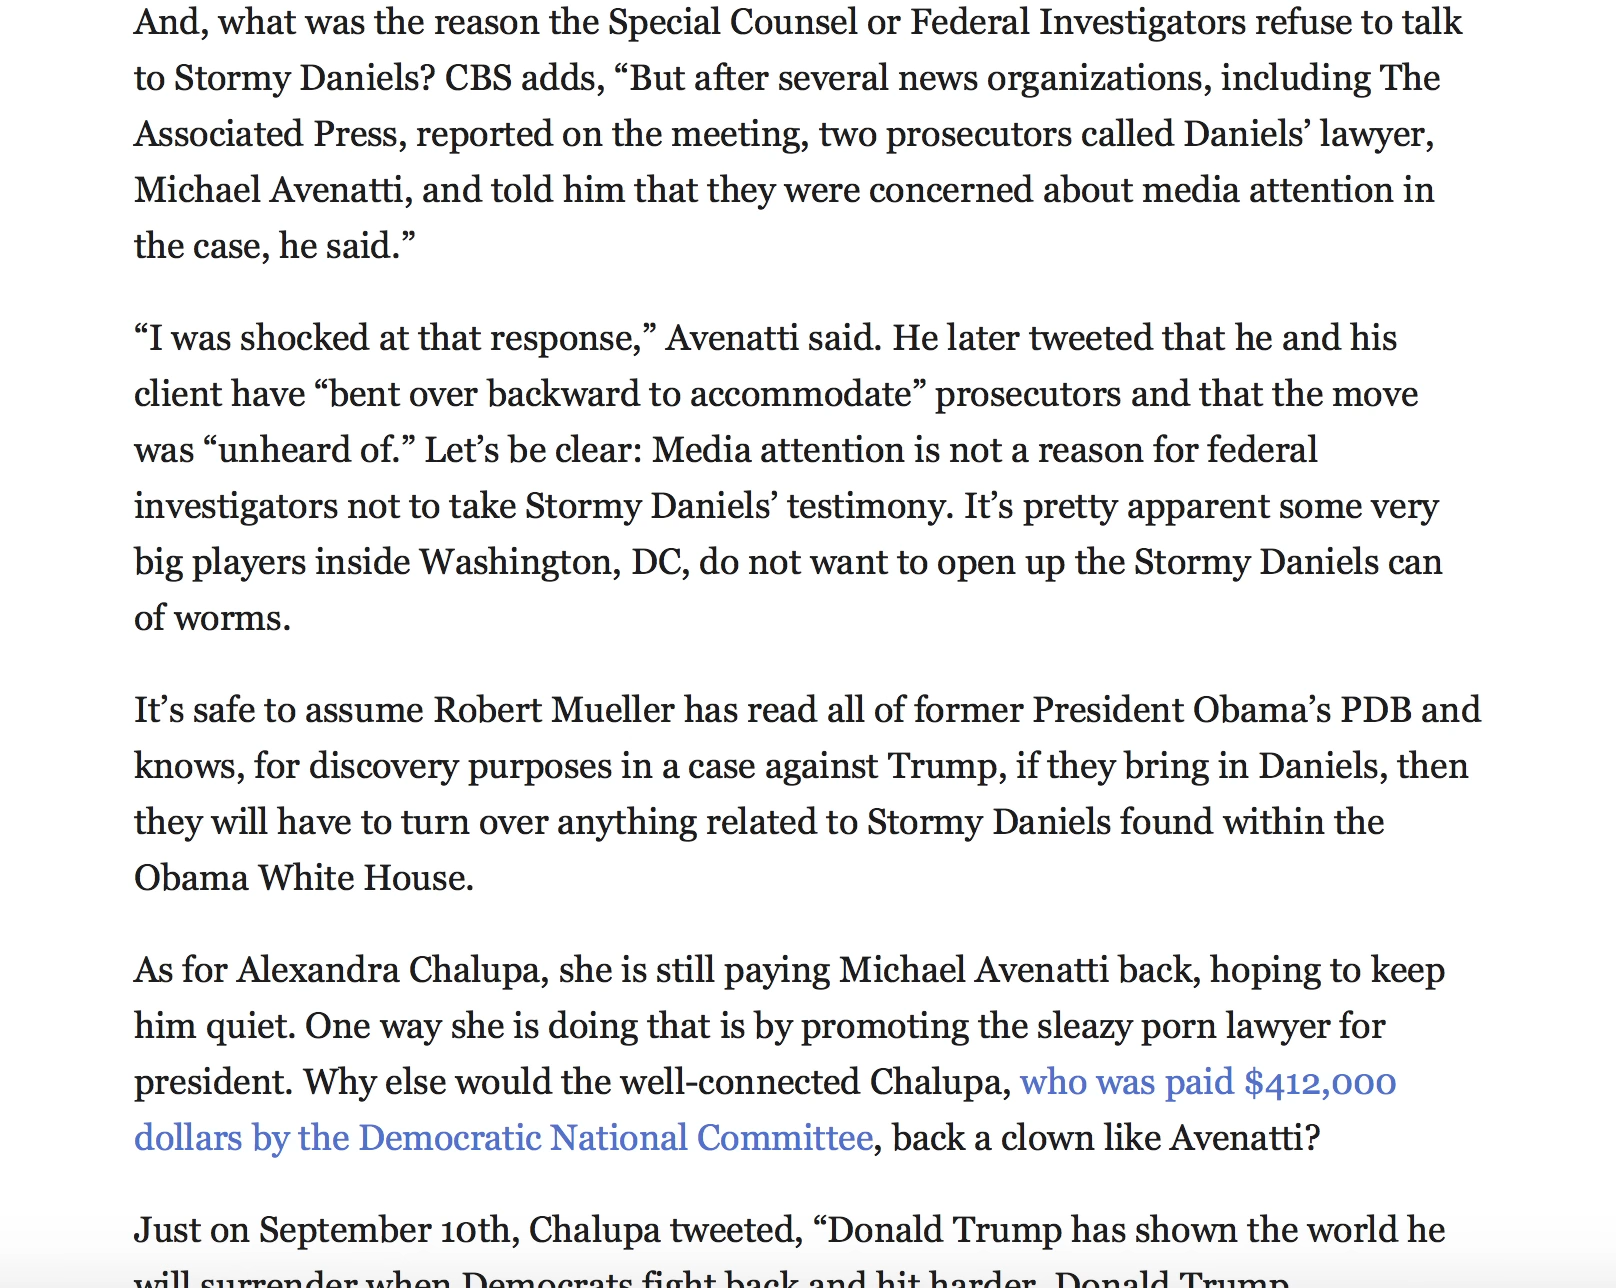 And, what was the reason the Special Counsel or Federal Investigators refuse to talk
to Stormy Daniels? CBS adds, “But after several news organizations, including The
Associated Press, reported on the meeting, two prosecutors called Daniels’ lawyer,
Michael Avenatti, and told him that they were concerned about media attention in
the case, he said.”
“I was shocked at that response,” Avenatti said. He later tweeted that he and his
client have “bent over backward to accommodate” prosecutors and that the move
was “unheard of.” Let’s be clear: Media attention is not a reason for federal
investigators not to take Stormy Daniels’ testimony. It’s pretty apparent some very
big players inside Washington, DC, do not want to open up the Stormy Daniels can
of worms.
It’s safe to assume Robert Mueller has read all of former President Obama’s PDB and
knows, for discovery purposes in a case against Trump, if they bring in Daniels, then
they will have to turn over anything related to Stormy Daniels found within the
Obama White House.
As for Alexandra Chalupa, she is still paying Michael Avenatti back, hoping to keep
him quiet. One way she is doing that is by promoting the sleazy porn lawyer for
president. Why else would the well-connected Chalupa, who was paid $412,000
dollars by the Democratic National Committee, back a clown like Avenatti?
Just on September 10th, Chalupa tweeted, “Donald Trump has shown the world he
will surrender when Democrats fight back and hit harder. Donald Trump